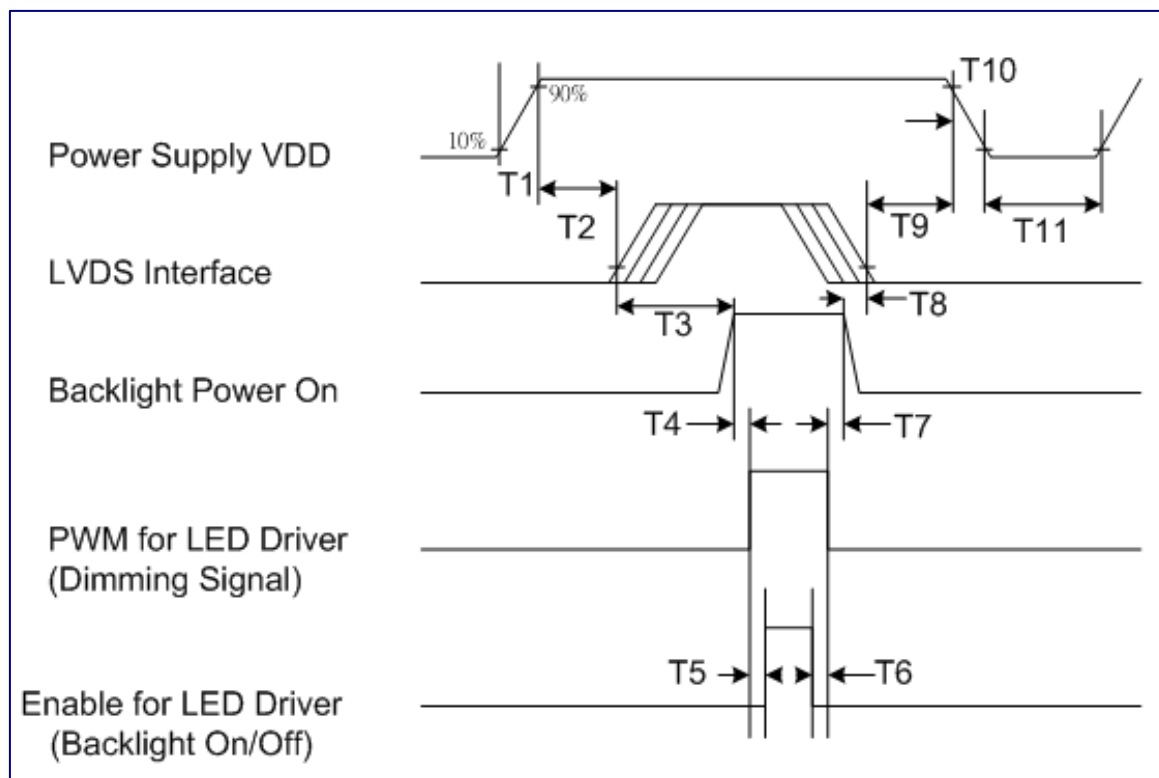 T10
90%
10%
Power Supply VDD
T1
T2
T9
T11
LVDS Interface
T3
T8
Backlight Power On
T4
T7
PWM for LED Driver
(Dimming Signal)
T5
T6
Enable for LED Driver
(Backlight On/Off)